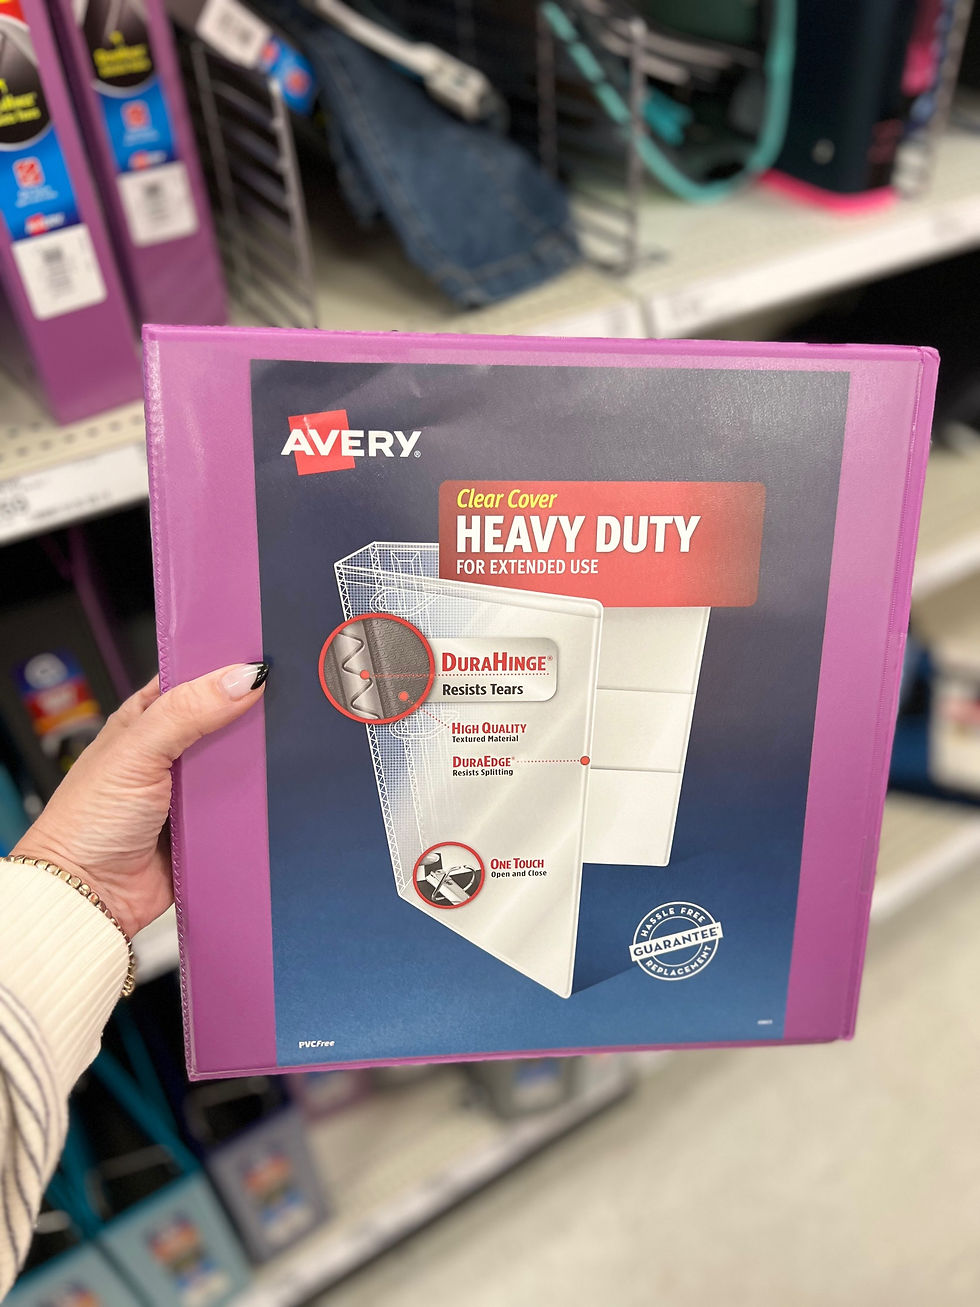 AVERY®
Clear Cover
HEAVY DUTY
FOR EXTENDED USE
DURAHINGE®
Resists Tears
HIGH QUALITY
Textured Material
DURAEDGE®
Resists Splitting
ONE TOUCH
Open and Close
HASSLE FREE
GUARANTEE
REPLACEMENT
PVCFree